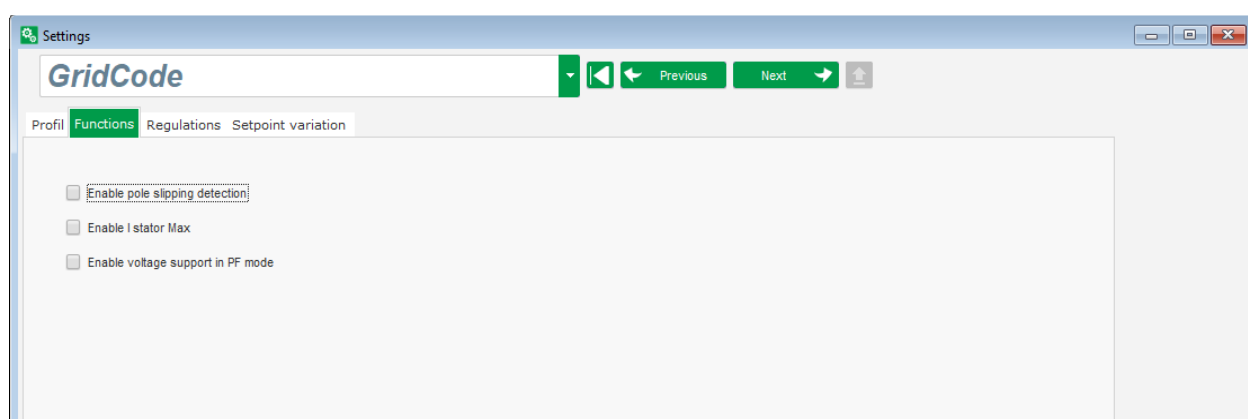 Settings
GridCode
Previous Next
Profil Functions Regulations Setpoint variation
Enable pole slipping detection
Enable I stator Max
Enable voltage support in PF mode